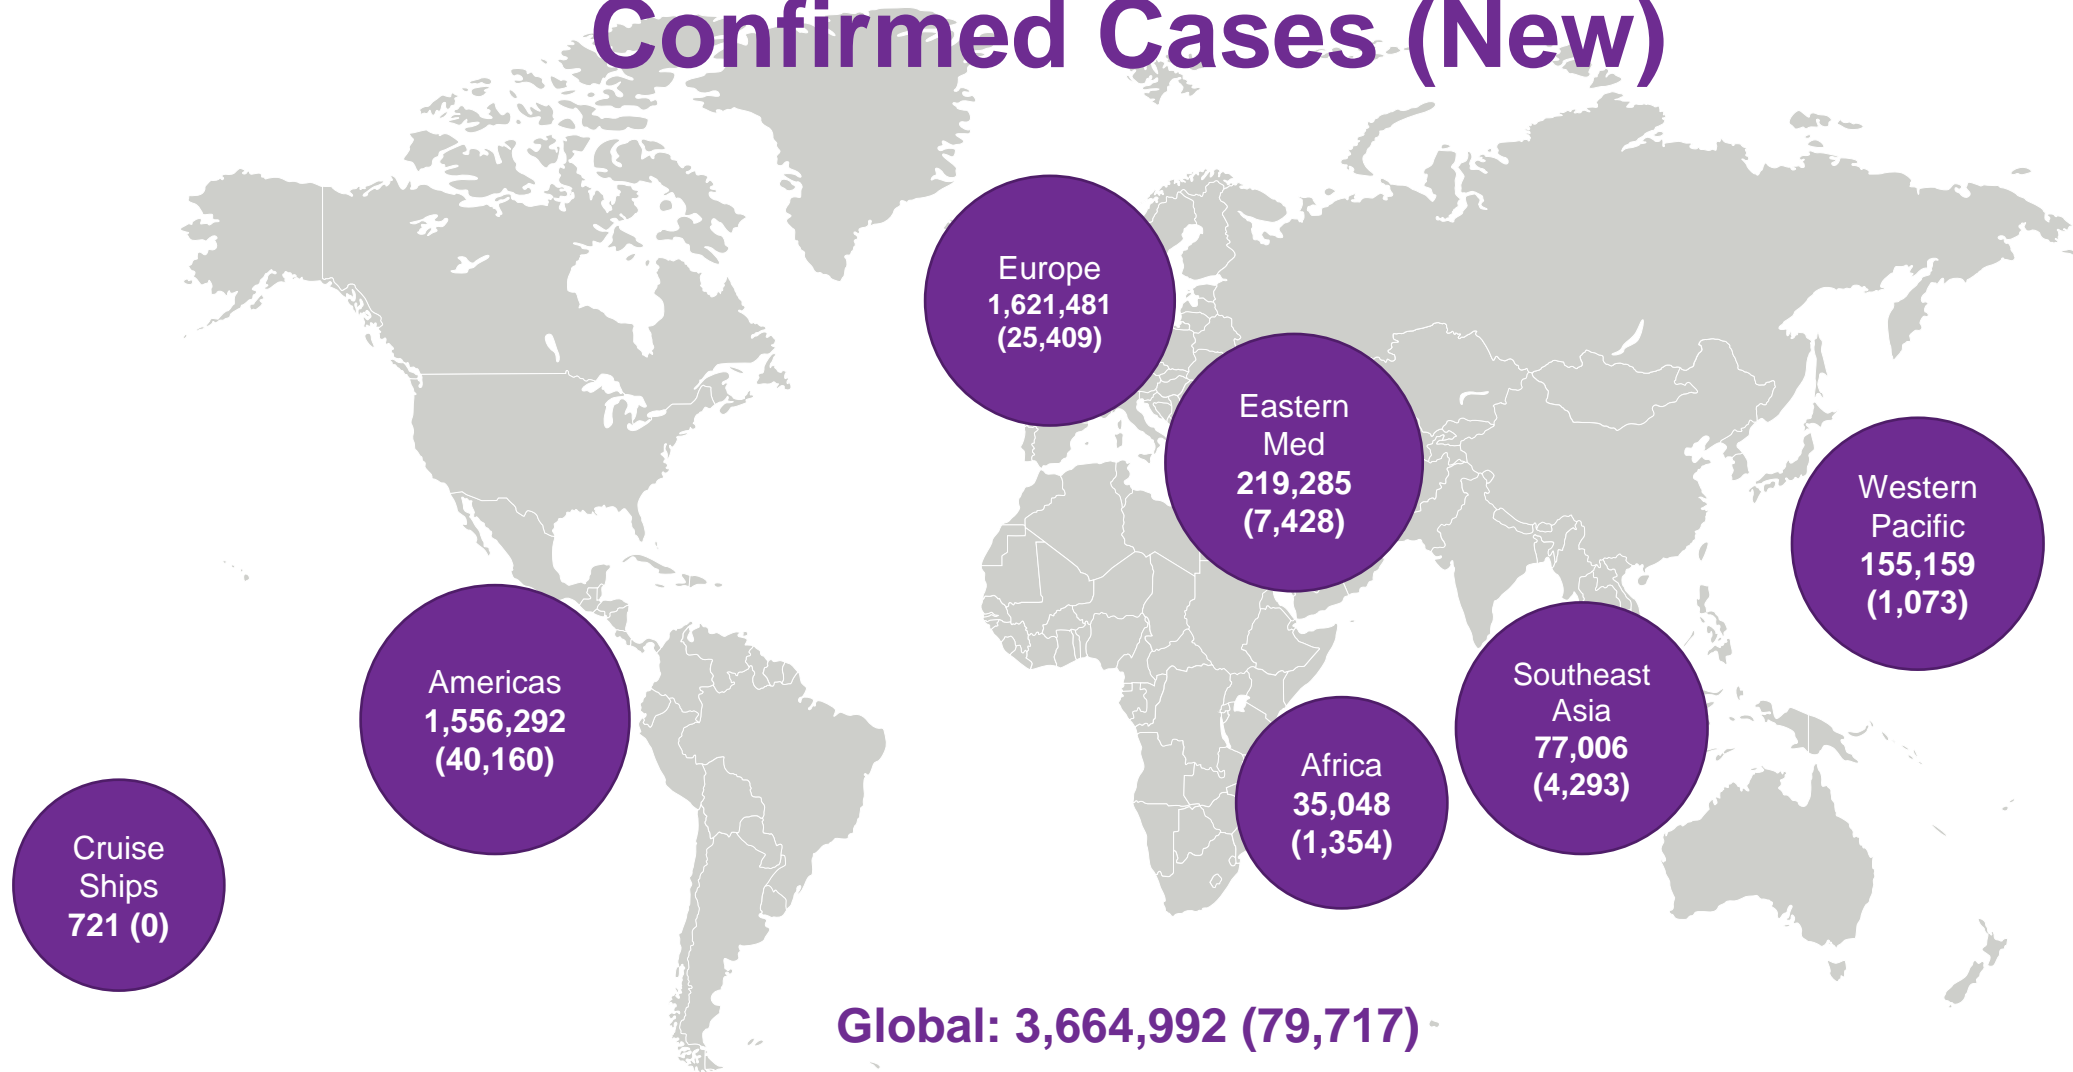 Confirmed Cases (New)
Europe
1,621,481
(25,409)
Eastern
Med
219,285
(7,428)
Western
Pacific
155,159
(1,073)
Americas
1,556,292
(40,160)
Southeast
Asia
77,006
(4,293)
Africa
35,048
(1,354)
Cruise
Ships
721 (0)
Global: 3,664,992 (79,717)